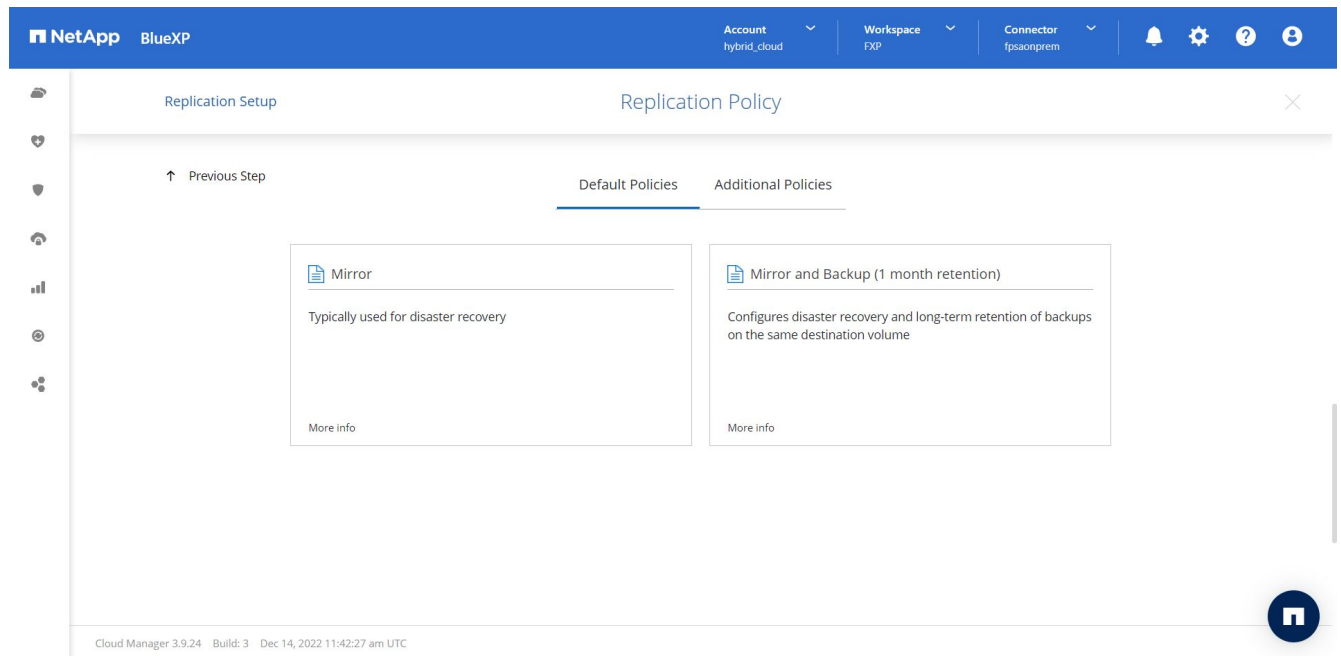 NetApp BlueXP
Account
hybrid_cloud
Workspace
FXP
Connector
fpsaonprem
Replication Setup
Replication Policy
↑ Previous Step
Default Policies
Additional Policies
Mirror
Typically used for disaster recovery
More info
Mirror and Backup (1 month retention)
Configures disaster recovery and long-term retention of backups
on the same destination volume
More info
Cloud Manager 3.9.24 Build: 3 Dec 14, 2022 11:42:27 am UTC